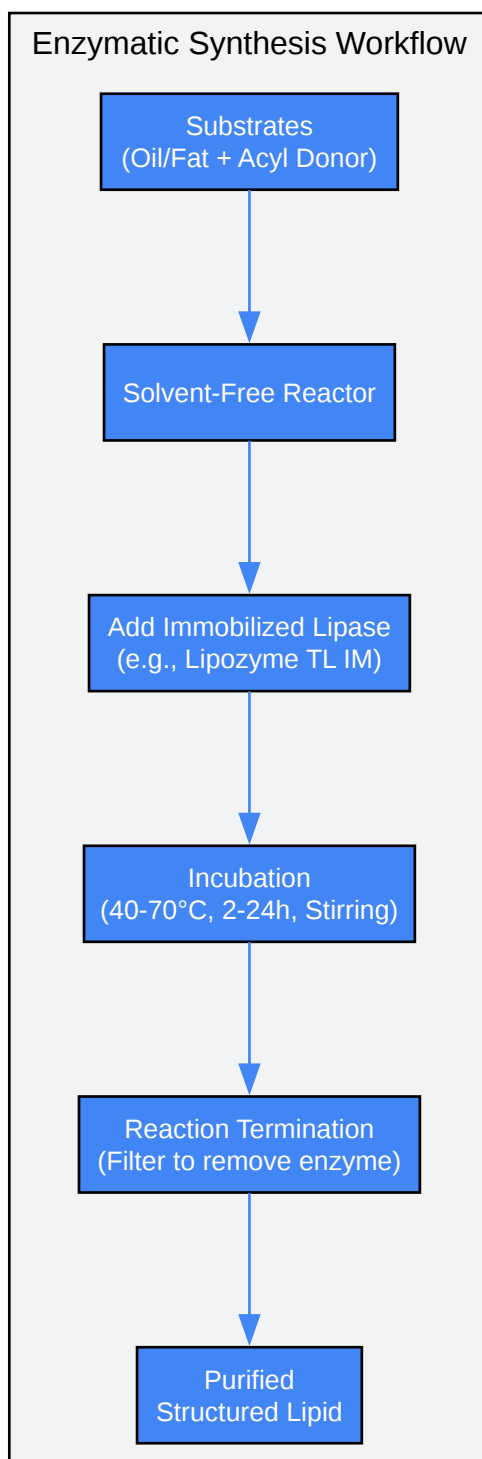 Enzymatic Synthesis Workflow
Substrates
(Oil/Fat + Acyl Donor)
Solvent-Free Reactor
Add Immobilized Lipase
(e.g., Lipozyme TL IM)
Incubation
(40-70°C, 2-24h, Stirring)
Reaction Termination
(Filter to remove enzyme)
Purified
Structured Lipid